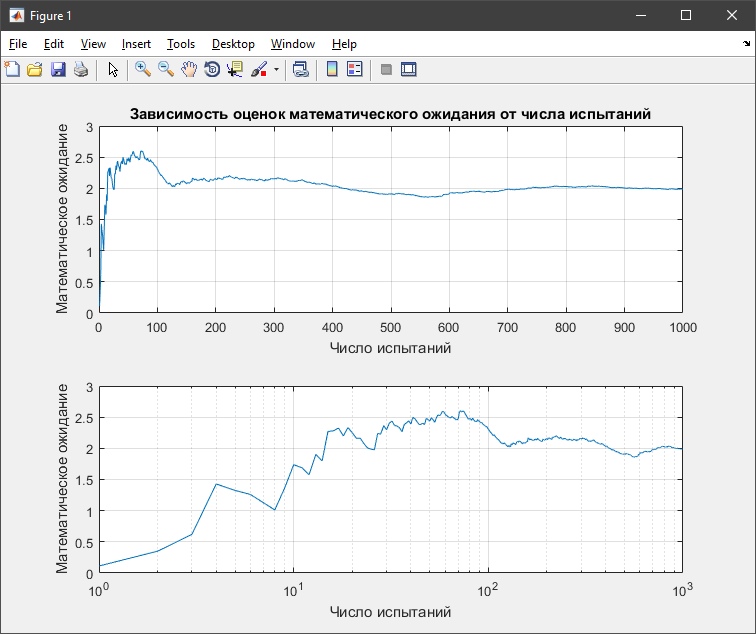 Figure 1
File Edit View Insert Tools Desktop Window Help
Зависимость оценок математического ожидания от числа испытаний
Математическое ожидание
3
2.5
2
1.5
1
0.5
0
0 100 200 300 400 500 600 700 800 900 1000
Число испытаний
Математическое ожидание
3
2.5
2
1.5
1
0.5
0
10^0 10^1 10^2 10^3
Число испытаний